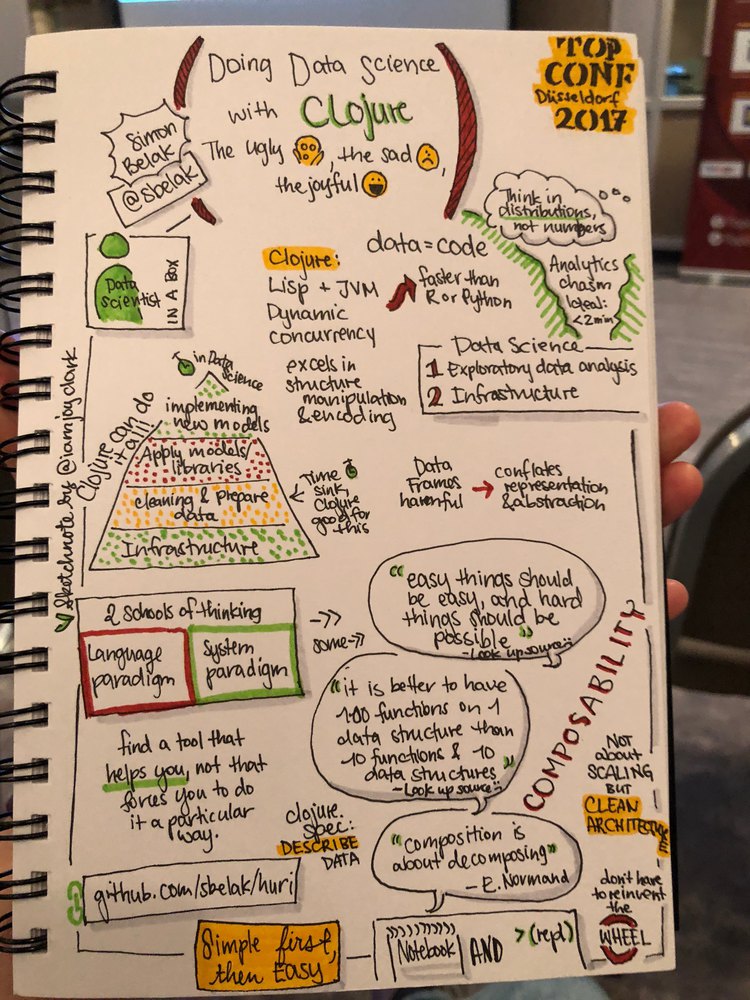 Doing Data Science
with Clojure
The Ugly, the sad,
the joyful
TOP
CONF
Düsseldorf
2017
Simon
Belak
@sbelak
Think in
distributions,
not numbers
Data
scientist
IN A BOX
Clojure:
Lisp + JVM
Dynamic
concurrency
excels in
structure
manipulation
& encoding
data = code
faster than
R or Python
Analytics
chasm
<2min
Data Science
1 Exploratory data analysis
2 Infrastructure
Clojure can do
it all!
in Data
Science
implementing
new models
Apply models/
libraries
cleaning & prepare
data
Infrastructure
Time
sink,
Clojure
good for
this
Data
Frames
harmful
→ conflates
representation
& abstraction
Sketchnote by @iamjoyclark
2 schools of thinking
Language
paradigm
System
paradigm
->>
some->
"easy things should
be easy, and hard
things should be
possible"
- Look up source
"it is better to have
100 functions on 1
data structure than
10 functions & 10
data structures"
- Look up source
"composition is
about decomposing"
- E. Normand
COMPOSABILITY
find a tool that
helps you, not that
forces you to do
it a particular
way.
clojure.
spec:
DESCRIBE
DATA
NOT
about
SCALING
BUT
CLEAN
ARCHITECTURE
github.com/sbelak/huri
Simple first,
then EASY
Notebook AND >(repl)
don't have
to reinvent
the
WHEEL